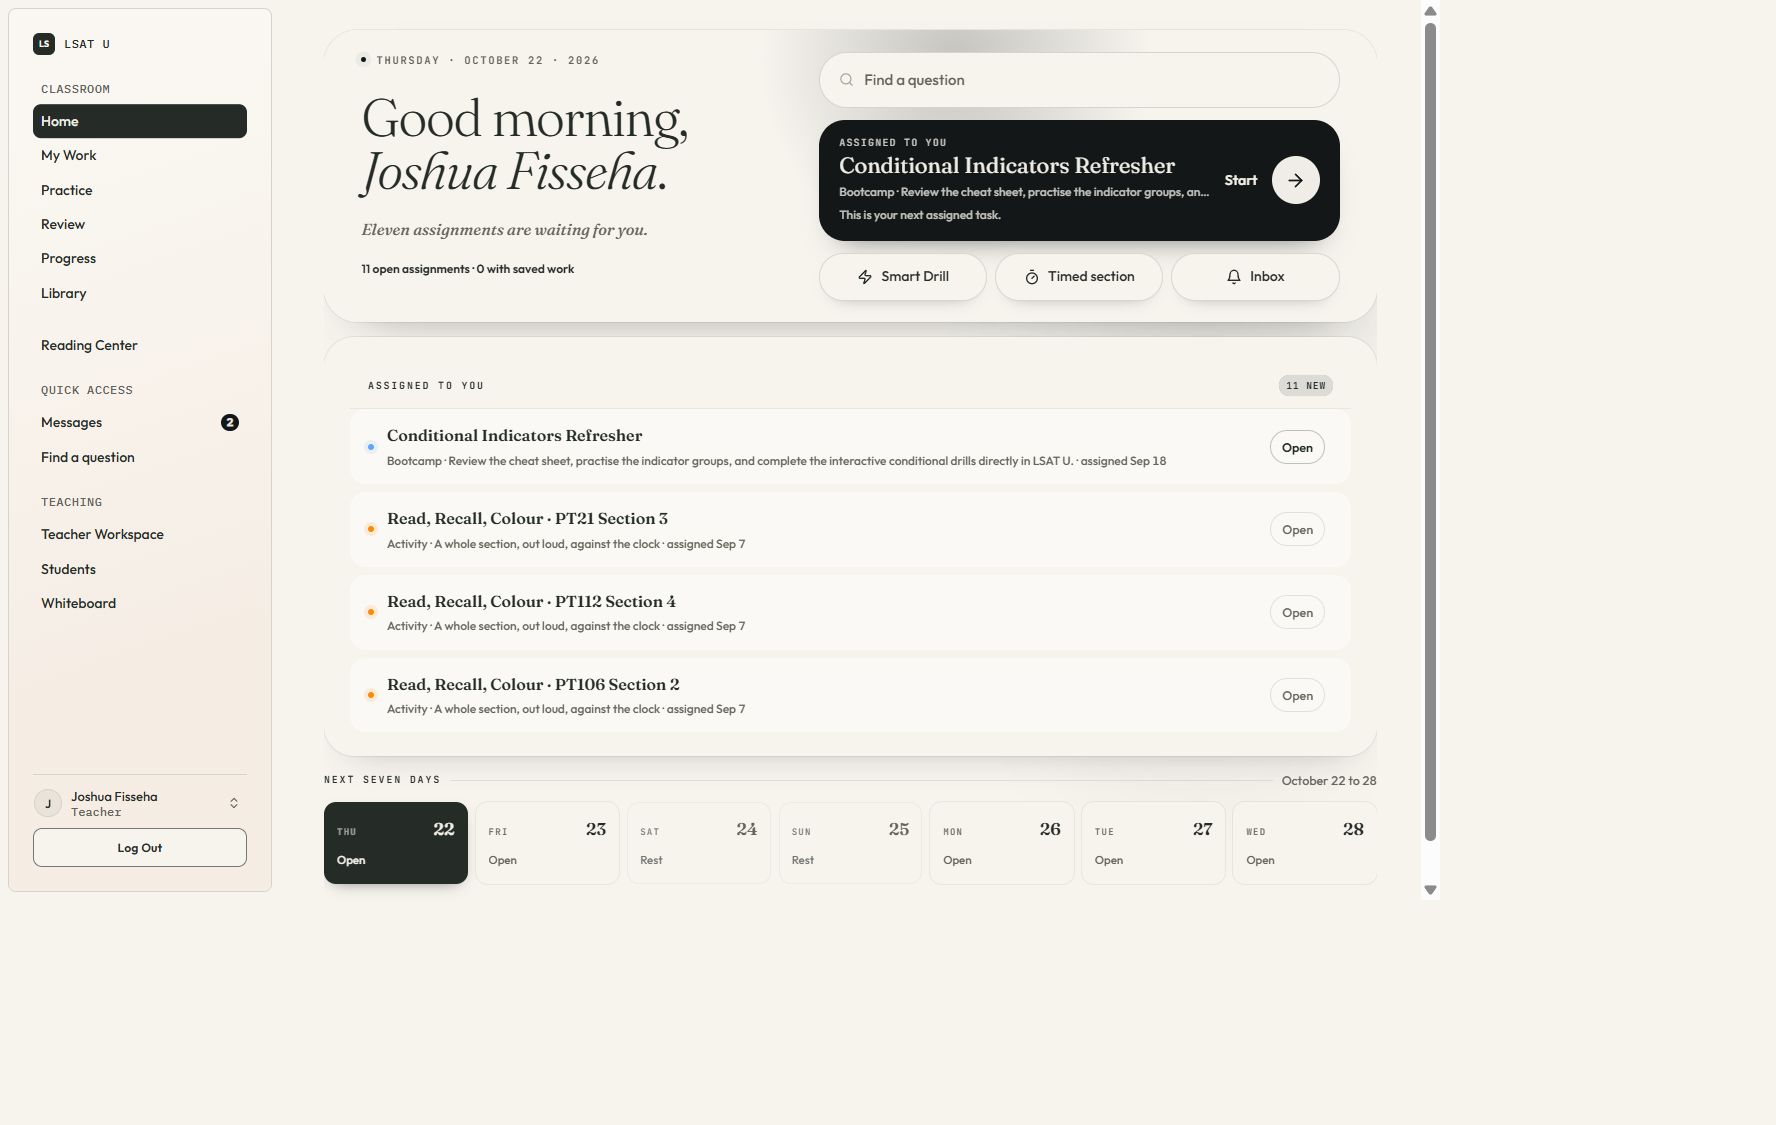 LS LSAT U
CLASSROOM
Home
My Work
Practice
Review
Progress
Library
Reading Center
QUICK ACCESS
Messages 2
Find a question
TEACHING
Teacher Workspace
Students
Whiteboard
J Joshua Fisseha
Teacher
Log Out
THURSDAY · OCTOBER 22 · 2026
Good morning,
Joshua Fisseha.
Eleven assignments are waiting for you.
11 open assignments · 0 with saved work
Find a question
ASSIGNED TO YOU
Conditional Indicators Refresher
Bootcamp · Review the cheat sheet, practise the indicator groups, an...
This is your next assigned task.
Start
Smart Drill
Timed section
Inbox
ASSIGNED TO YOU
11 NEW
Conditional Indicators Refresher
Bootcamp · Review the cheat sheet, practise the indicator groups, and complete the interactive conditional drills directly in LSAT U. · assigned Sep 18
Open
Read, Recall, Colour · PT21 Section 3
Activity · A whole section, out loud, against the clock · assigned Sep 7
Open
Read, Recall, Colour · PT112 Section 4
Activity · A whole section, out loud, against the clock · assigned Sep 7
Open
Read, Recall, Colour · PT106 Section 2
Activity · A whole section, out loud, against the clock · assigned Sep 7
Open
NEXT SEVEN DAYS
October 22 to 28
THU 22
Open
FRI 23
Open
SAT 24
Rest
SUN 25
Rest
MON 26
Open
TUE 27
Open
WED 28
Open